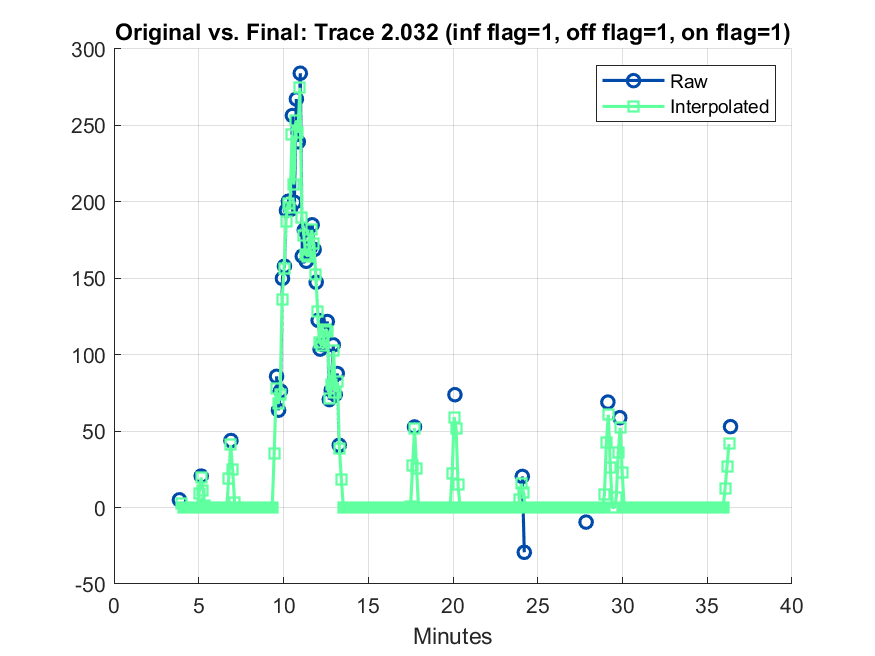 Original vs. Final: Trace 2.032 (inf flag=1, off flag=1, on flag=1)
300
250
200
150
100
50
0
-50
Raw
Interpolated
0 5 10 15 20 25 30 35 40
Minutes